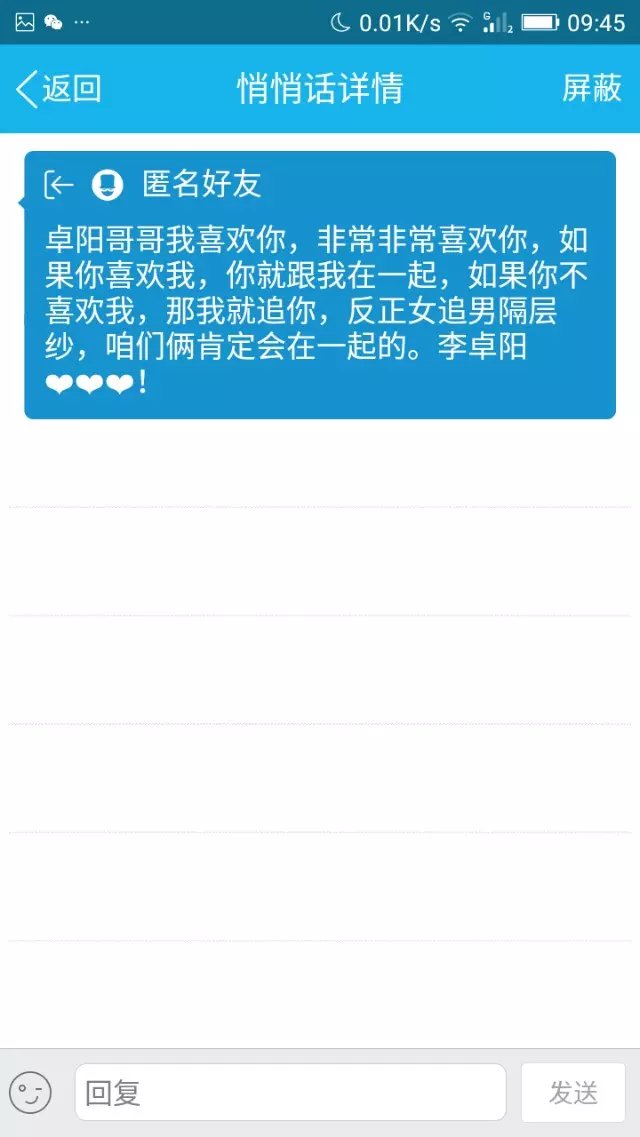 0.01K/s G 2 09:45
返回 悄悄话详情 屏蔽
匿名好友
卓阳哥哥我喜欢你，非常非常喜欢你，如
果你喜欢我，你就跟我在一起，如果你不
喜欢我，那我就追你，反正女追男隔层
纱，咱们俩肯定会在一起的。李卓阳
❤❤❤！
回复 发送